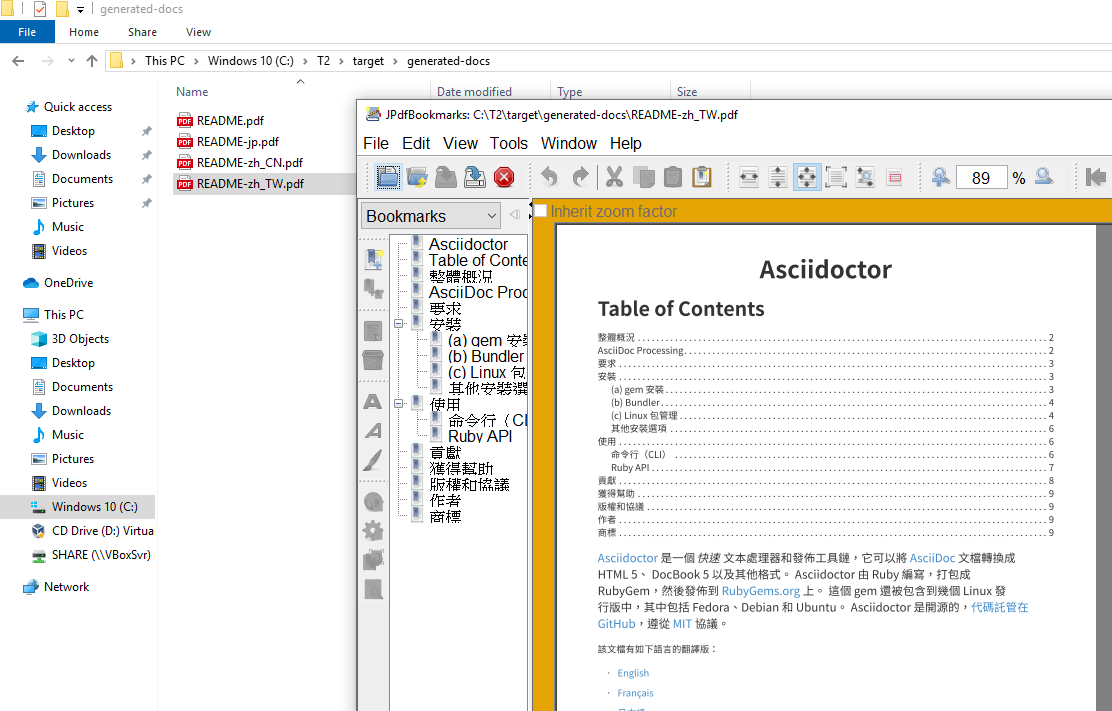 generated-docs
File Home Share View
This PC > Windows 10 (C:) > T2 > target > generated-docs
Name Date modified Type Size
Quick access
Desktop
Downloads
Documents
Pictures
Music
Videos
OneDrive
This PC
3D Objects
Desktop
Documents
Downloads
Music
Pictures
Videos
Windows 10 (C:)
CD Drive (D:) Virtua
SHARE (\\VBoxSvr)
Network
README.pdf
README-jp.pdf
README-zh_CN.pdf
README-zh_TW.pdf
JPdfBookmarks: C:\T2\target\generated-docs\README-zh_TW.pdf
File Edit View Tools Window Help
89 %
Bookmarks
Inherit zoom factor
Asciidoctor
Table of Conte
整體概況
AsciiDoc Proc
要求
安裝
(a) gem 安裝
(b) Bundler
(c) Linux 包
其他安裝選
使用
命令行（CL
Ruby API
貢獻
獲得幫助
版權和協議
作者
商標
Asciidoctor
Table of Contents
整體概況 2
AsciiDoc Processing 2
要求 3
安裝 3
(a) gem 安裝 3
(b) Bundler 4
(c) Linux 包管理 4
其他安裝選項 6
使用 6
命令行（CLI） 6
Ruby API 7
貢獻 8
獲得幫助 9
版權和協議 9
作者 9
商標 9
Asciidoctor 是一個 快速 文本處理器和發佈工具鏈，它可以將 AsciiDoc 文檔轉換成
HTML 5、 DocBook 5 以及其他格式。 Asciidoctor 由 Ruby 編寫，打包成
RubyGem，然後發佈到 RubyGems.org 上。 這個 gem 還被包含到幾個 Linux 發
行版中，其中包括 Fedora、Debian 和 Ubuntu。 Asciidoctor 是開源的，代碼託管在
GitHub，遵從 MIT 協議。
該文檔有如下語言的翻譯版：
· English
· Français